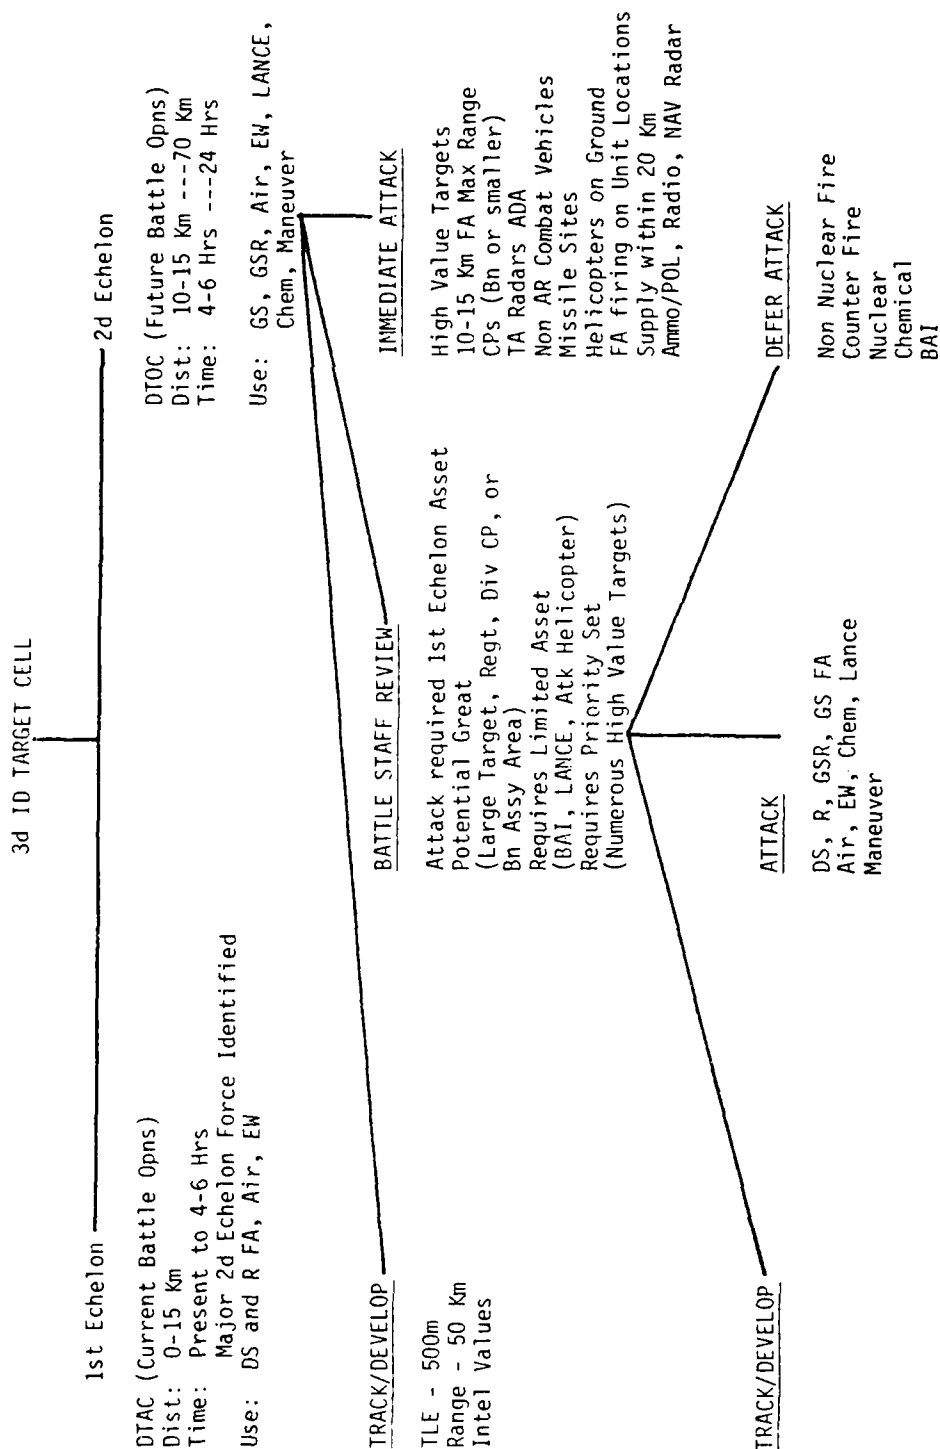 3d ID TARGET CELL
1st Echelon
2d Echelon
DTAC (Current Battle Opns)
Dist: 0-15 Km
Time: Present to 4-6 Hrs
Major 2d Echelon Force Identified
Use: DS and R FA, Air, EW
DTOC (Future Battle Opns)
Dist: 10-15 Km ---70 Km
Time: 4-6 Hrs ---24 Hrs
Use: GS, GSR, Air, EW, LANCE,
Chem, Maneuver
TRACK/DEVELOP
TLE - 500m
Range - 50 Km
Intel Values
BATTLE STAFF REVIEW
Attack required 1st Echelon Asset
Potential Great
(Large Target, Regt, Div CP, or
Bn Assy Area)
Requires Limited Asset
(BAI, LANCE, Atk Helicopter)
Requires Priority Set
(Numerous High Value Targets)
IMMEDIATE ATTACK
High Value Targets
10-15 Km FA Max Range
CPs (Bn or smaller)
TA Radars ADA
Non AR Combat Vehicles
Missile Sites
Helicopters on Ground
FA firing on Unit Locations
Supply within 20 Km
Ammo/POL, Radio, NAV Radar
TRACK/DEVELOP
ATTACK
DS, R, GSR, GS FA
Air, EW, Chem, Lance
Maneuver
DEFER ATTACK
Non Nuclear Fire
Counter Fire
Nuclear
Chemical
BAI